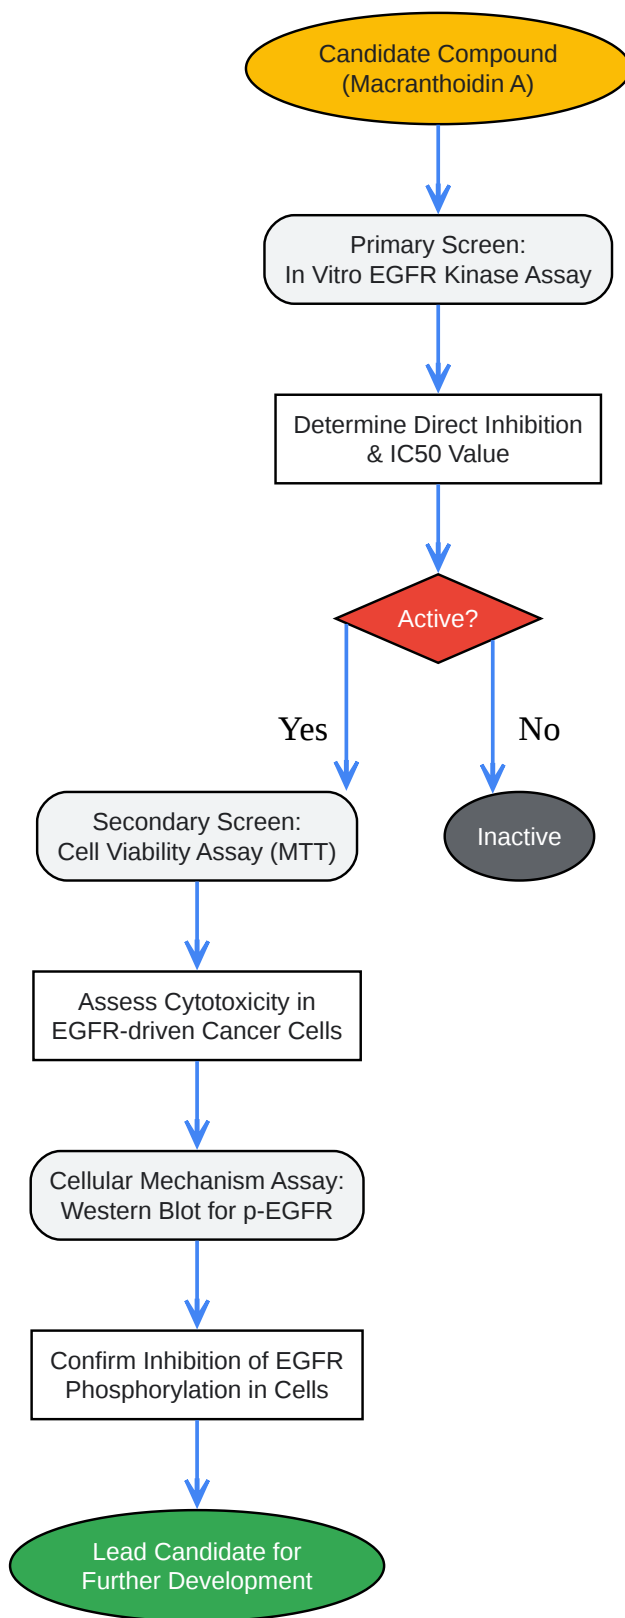 Candidate Compound
(Macranthoidin A)
Primary Screen:
In Vitro EGFR Kinase Assay
Determine Direct Inhibition
& IC50 Value
Active?
Yes
No
Secondary Screen:
Cell Viability Assay (MTT)
Inactive
Assess Cytotoxicity in
EGFR-driven Cancer Cells
Cellular Mechanism Assay:
Western Blot for p-EGFR
Confirm Inhibition of EGFR
Phosphorylation in Cells
Lead Candidate for
Further Development